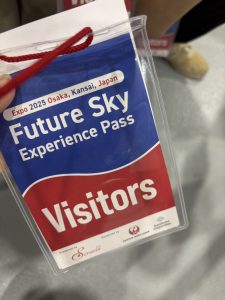 Expo 2025 Osaka, Kansai, Japan
Future Sky
Experience Pass
Visitors